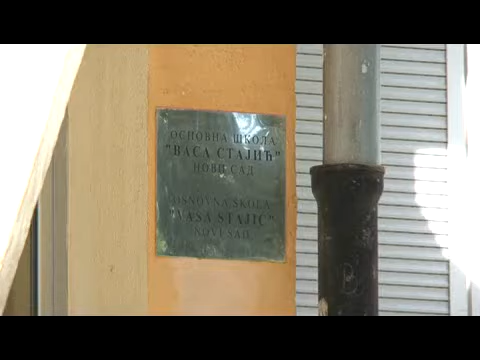 ОСНОВНА ШКОЛА
"ВАСА СТАЈИЋ"
НОВИ САД
OSNOVNA ŠKOLA
"VASA STAJIĆ"
NOVI SAD